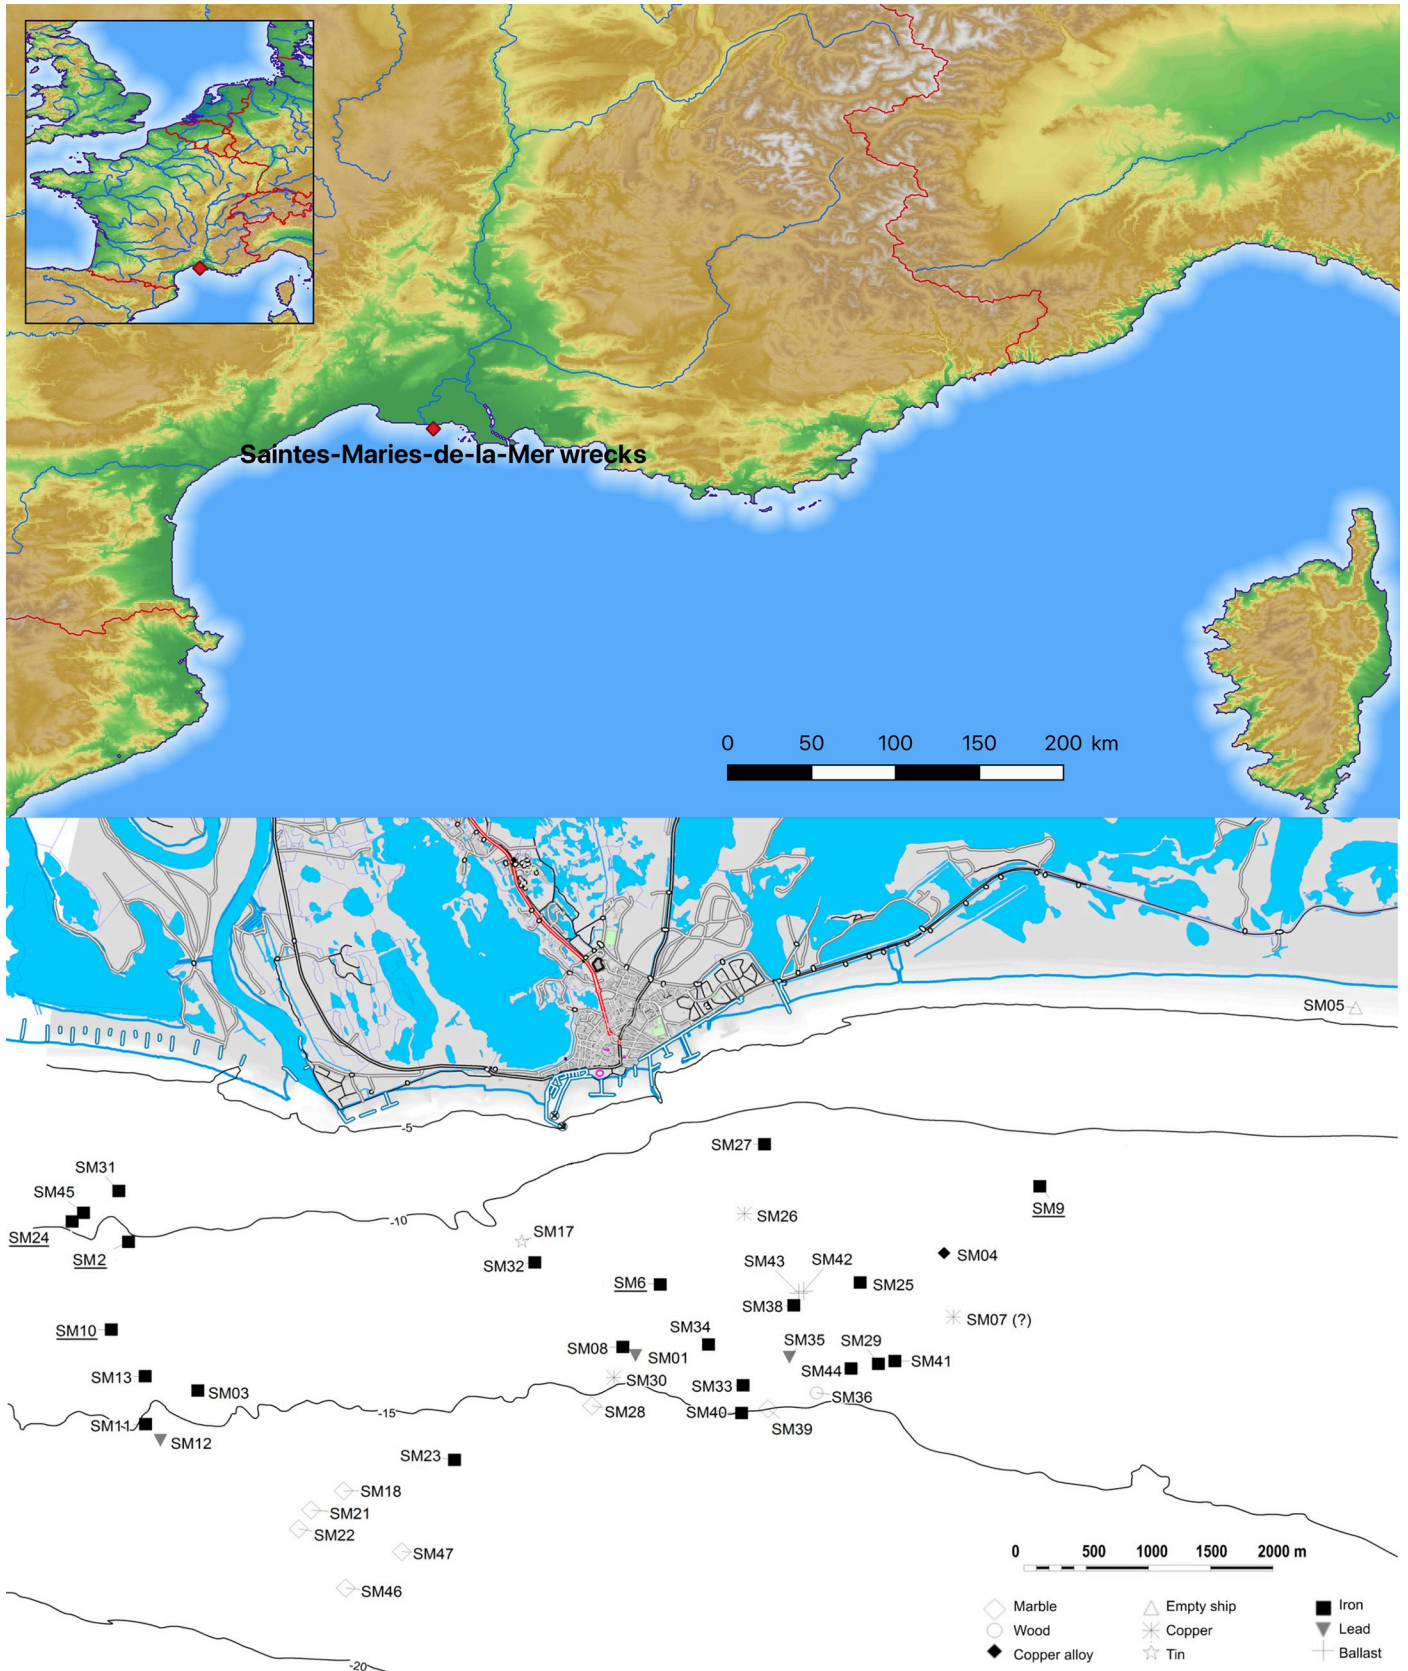 Saintes-Maries-de-la-Mer wrecks
0 50 100 150 200 km
SM05
-5
SM27
SM31
SM45
SM9
-10
SM26
SM17
SM24
SM2
SM04
SM32
SM43 SM42
SM6
SM25
SM38
SM07 (?)
SM10
SM34
SM35 SM29
SM08
SM01
SM41
SM44
SM13
SM30
SM33
SM03
SM36
SM28
SM40
-15
SM39
SM11
SM12
SM23
SM18
SM21
SM22
SM47
SM46
0 500 1000 1500 2000 m
Marble Empty ship Iron
Wood Copper Lead
Copper alloy Tin Ballast
-20